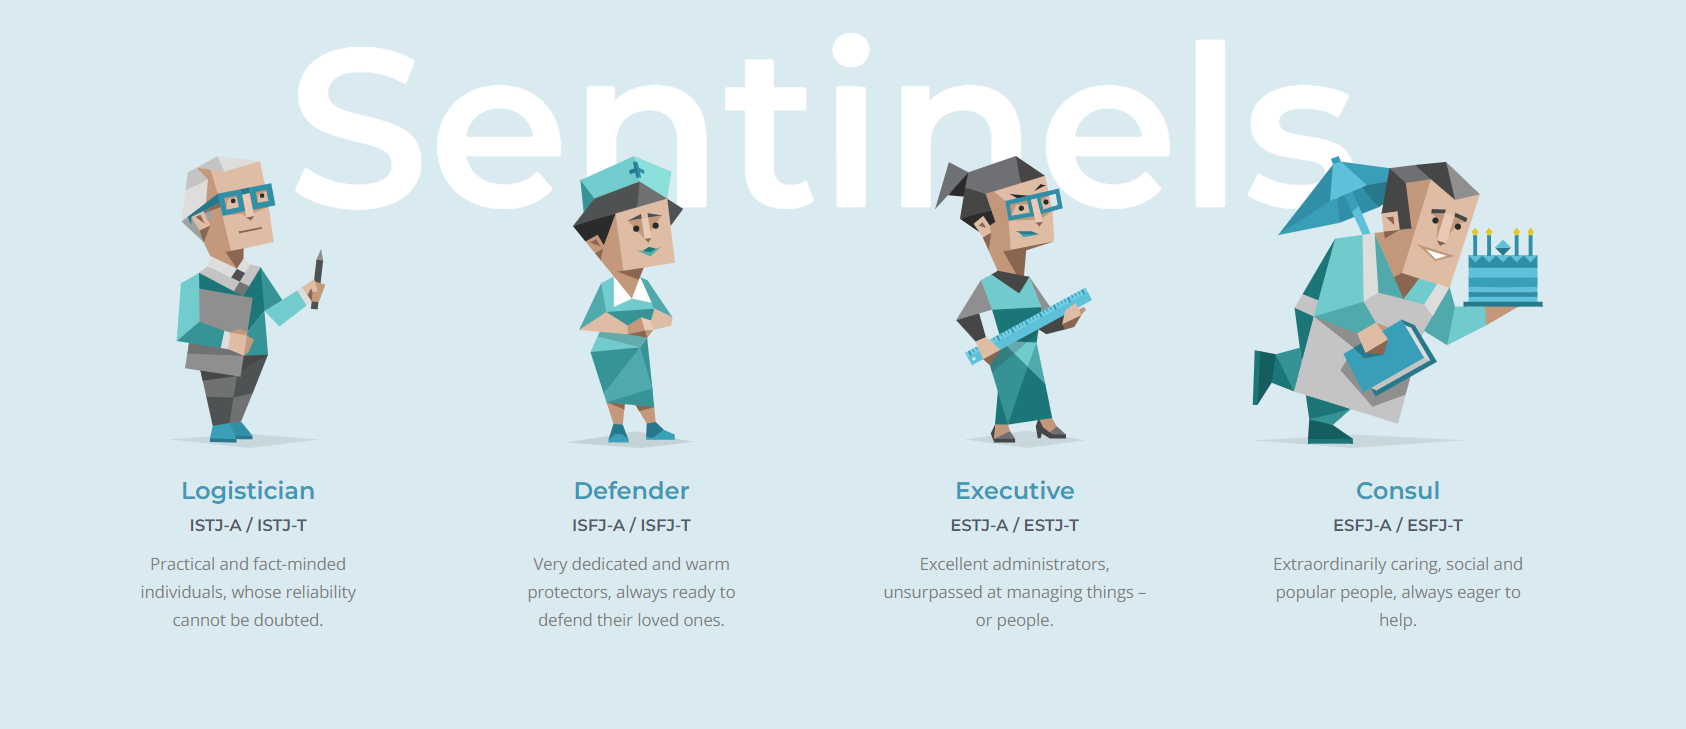 Sentinels
Logistician
ISTJ-A / ISTJ-T
Practical and fact-minded
individuals, whose reliability
cannot be doubted.
Defender
ISFJ-A / ISFJ-T
Very dedicated and warm
protectors, always ready to
defend their loved ones.
Executive
ESTJ-A / ESTJ-T
Excellent administrators,
unsurpassed at managing things –
or people.
Consul
ESFJ-A / ESFJ-T
Extraordinarily caring, social and
popular people, always eager to
help.